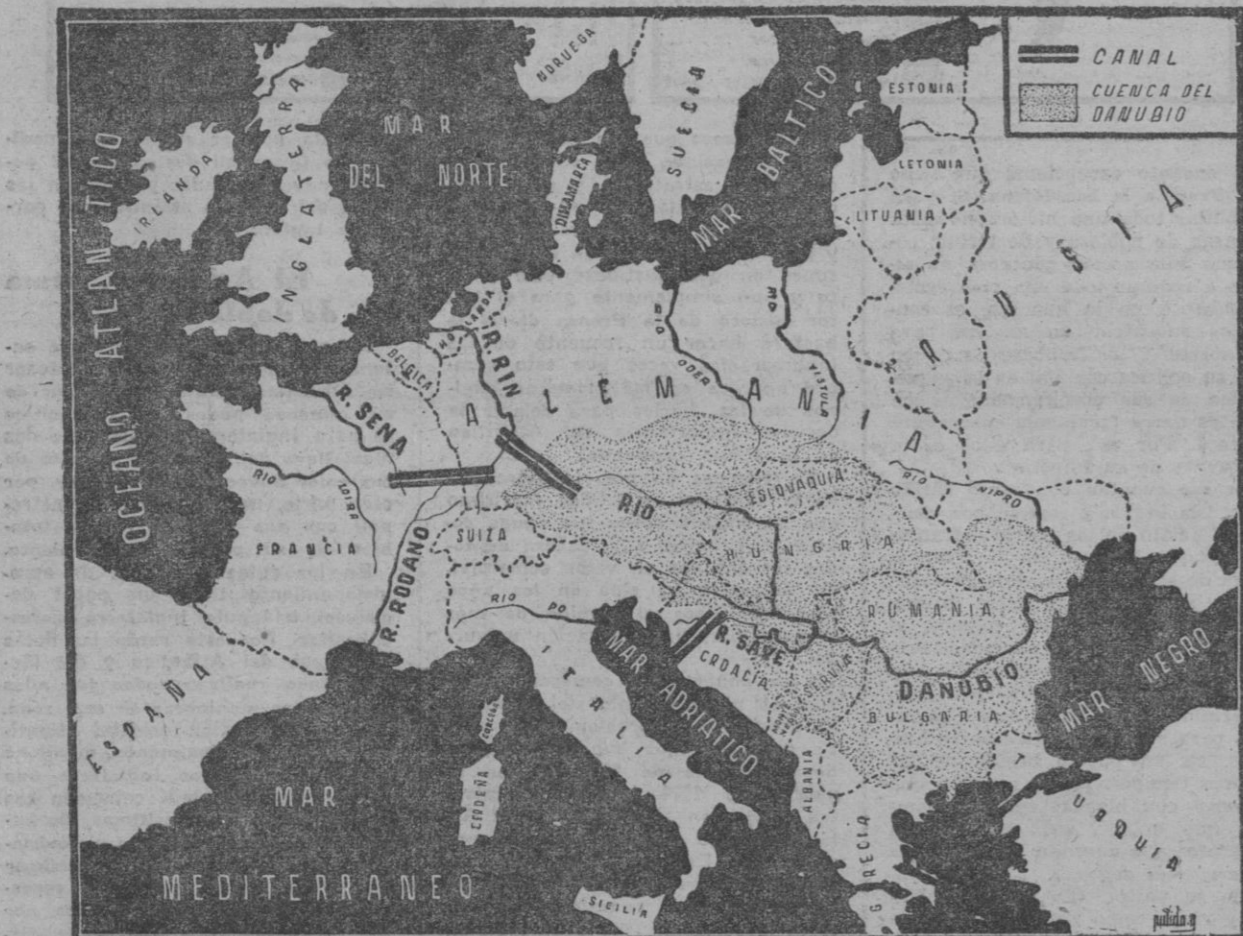 CANAL
CUENCA DEL
DANUBIO
NORUEGA
SUECIA
ESTONIA
LETONIA
LITUANIA
MAR
DEL NORTE
DINAMARCA
MAR BALTICO
RUSIA
IRLANDA
INGLATERRA
OCEANO ATLANTICO
HOLANDA
BELGICA
R. RIN
ALEMANIA
RIO ODER
RIO VISTULA
R. SENA
RIO LOIRA
FRANCIA
SUIZA
R. RODANO
RIO
ESLOVAQUIA
HUNGRIA
RIO NIPRO
RUMANIA
RIO PO
R. SAVE
CROACIA
SERVIA
DANUBIO
BULGARIA
MAR NEGRO
ITALIA
MAR ADRIATICO
ESPAÑA
CORCEGA
CERDEÑA
MAR
MEDITERRANEO
SICILIA
ALBANIA
GRECIA
TURQUIA